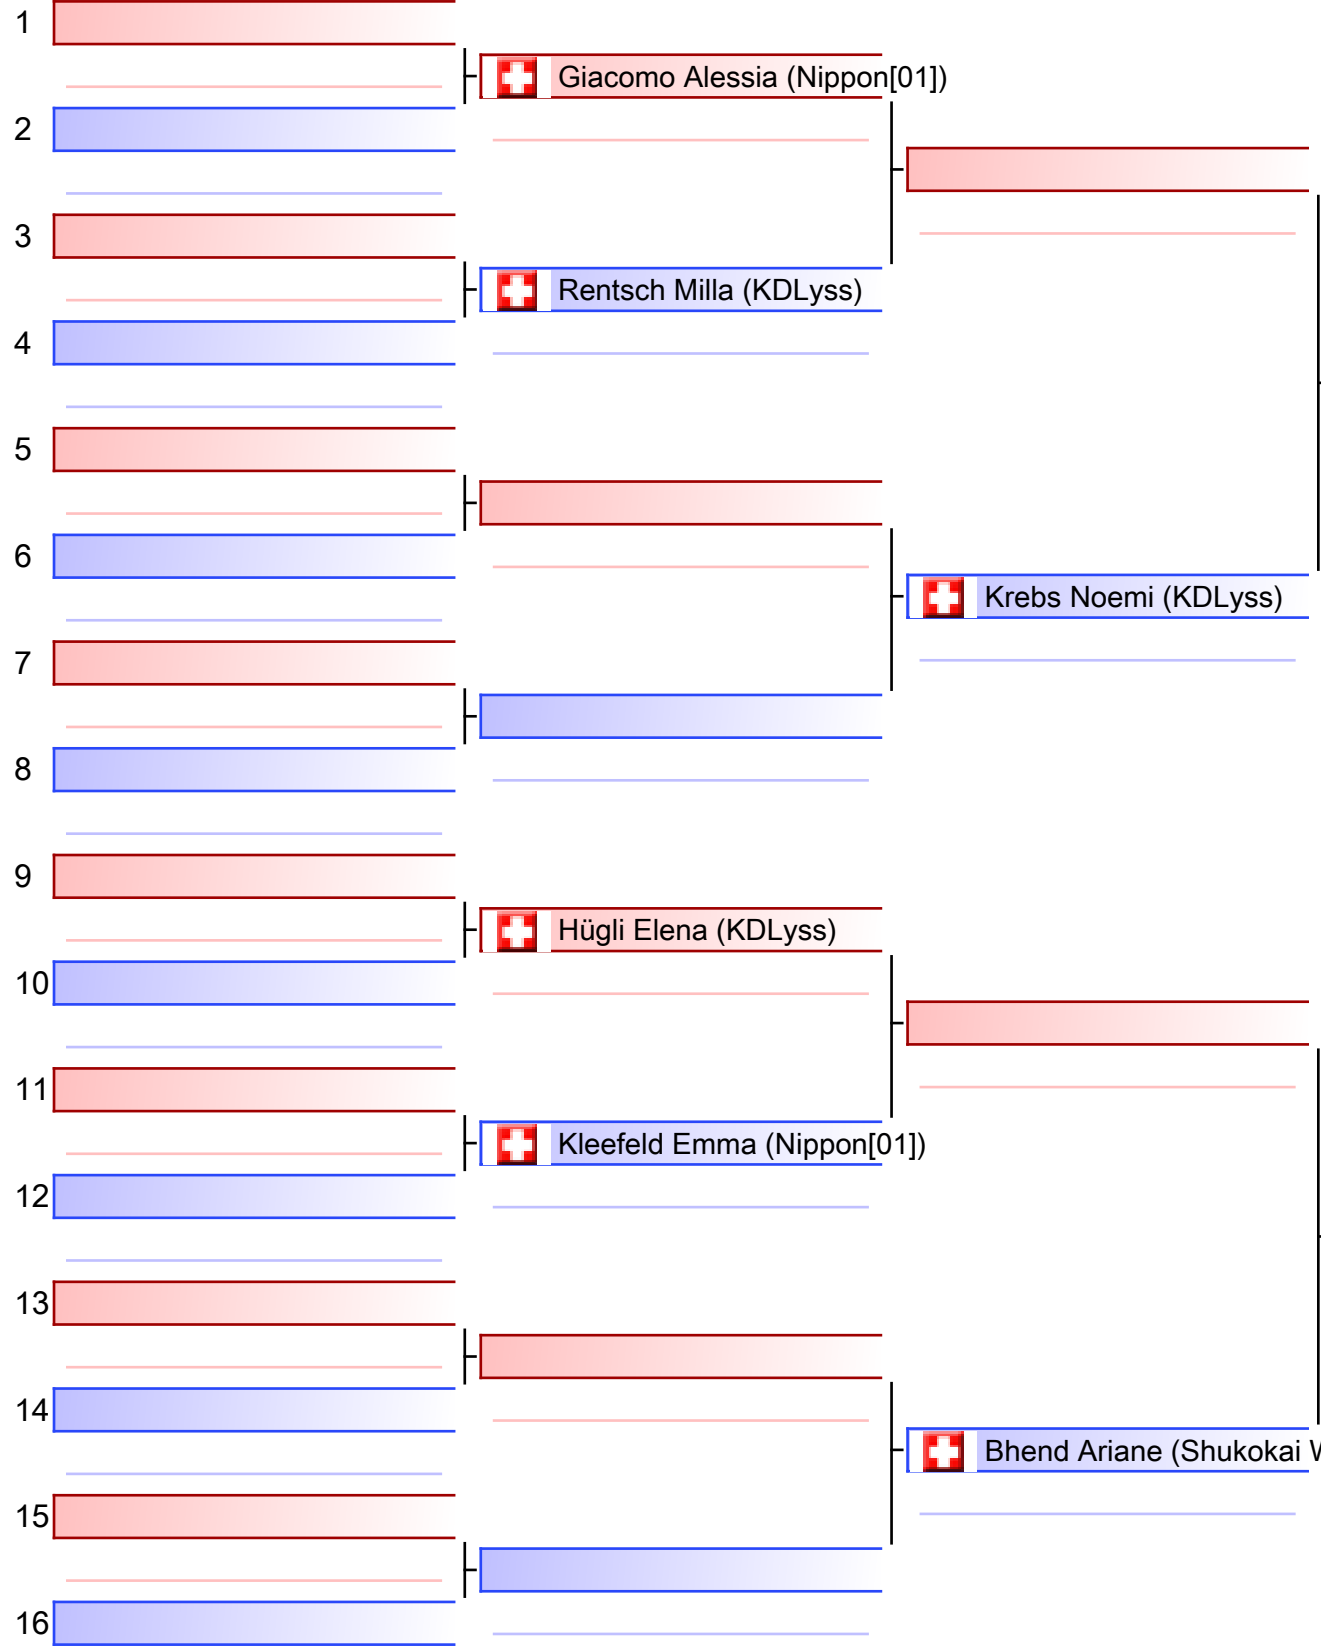 1
Giacomo Alessia (Nippon[01])
2
3
Rentsch Milla (KDLyss)
4
5
6
Krebs Noemi (KDLyss)
7
8
9
Hügli Elena (KDLyss)
10
11
Kleefeld Emma (Nippon[01])
12
13
14
Bhend Ariane (Shukokai
15
16